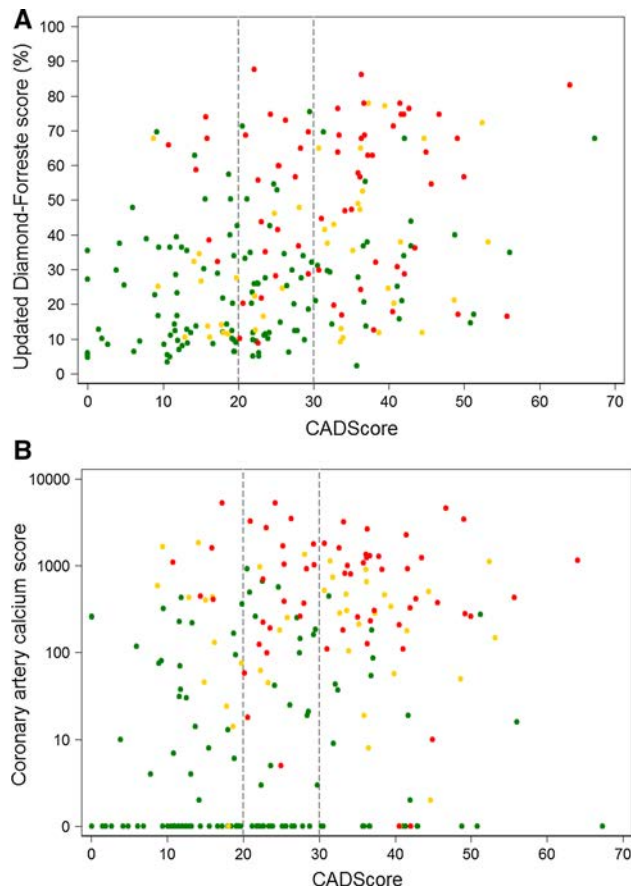 A
Updated Diamond-Forreste score (%)
100
90
80
70
60
50
40
30
20
10
0
0 10 20 30 40 50 60 70
CADScore
B
Coronary artery calcium score
10000
1000
100
10
0
0 10 20 30 40 50 60 70
CADScore